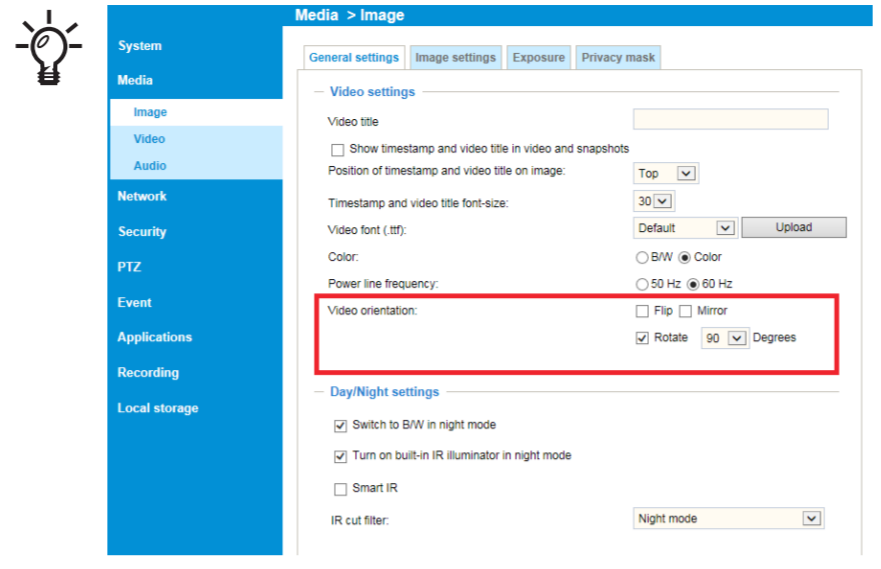 Media > Image
System
Media
Image
Video
Audio
Network
Security
PTZ
Event
Applications
Recording
Local storage
General settings Image settings Exposure Privacy mask
Video settings
Video title
Show timestamp and video title in video and snapshots
Position of timestamp and video title on image: Top
Timestamp and video title font-size: 30
Video font (.ttf): Default Upload
Color: B/W Color
Power line frequency: 50 Hz 60 Hz
Video orientation: Flip Mirror
Rotate 90 Degrees
Day/Night settings
Switch to B/W in night mode
Turn on built-in IR illuminator in night mode
Smart IR
IR cut filter: Night mode